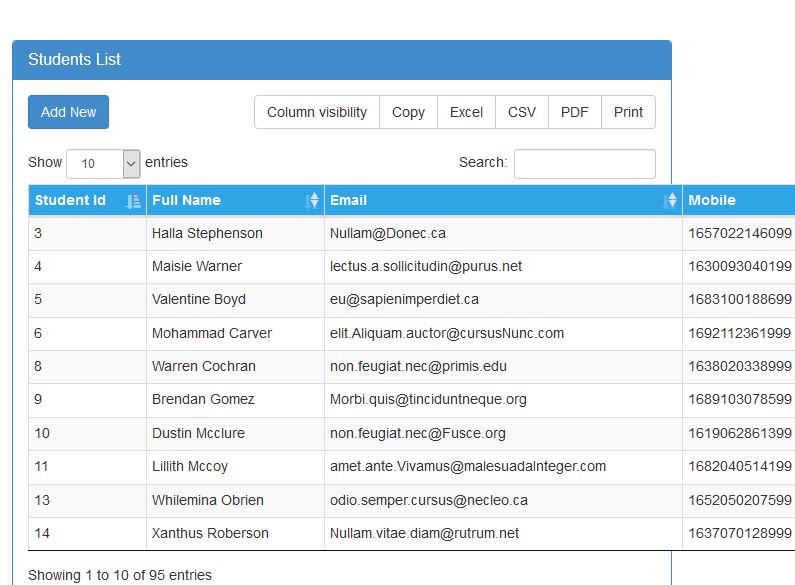 Students List
Add New Column visibility Copy Excel CSV PDF Print
Show 10 entries Search:
Student Id Full Name Email Mobile
3 Halla Stephenson Nullam@Donec.ca 1657022146099
4 Maisie Warner lectus.a.sollicitudin@purus.net 1630093040199
5 Valentine Boyd eu@sapienimperdiet.ca 1683100188699
6 Mohammad Carver elit.Aliquam.auctor@cursusNunc.com 1692112361999
8 Warren Cochran non.feugiat.nec@primis.edu 1638020338999
9 Brendan Gomez Morbi.quis@tinciduntneque.org 1689103078599
10 Dustin Mcclure non.feugiat.nec@Fusce.org 1619062861399
11 Lillith Mccoy amet.ante.Vivamus@malesuadaInteger.com 1682040514199
13 Whilemina Obrien odio.semper.cursus@necleo.ca 1652050207599
14 Xanthus Roberson Nullam.vitae.diam@rutrum.net 1637070128999
Showing 1 to 10 of 95 entries